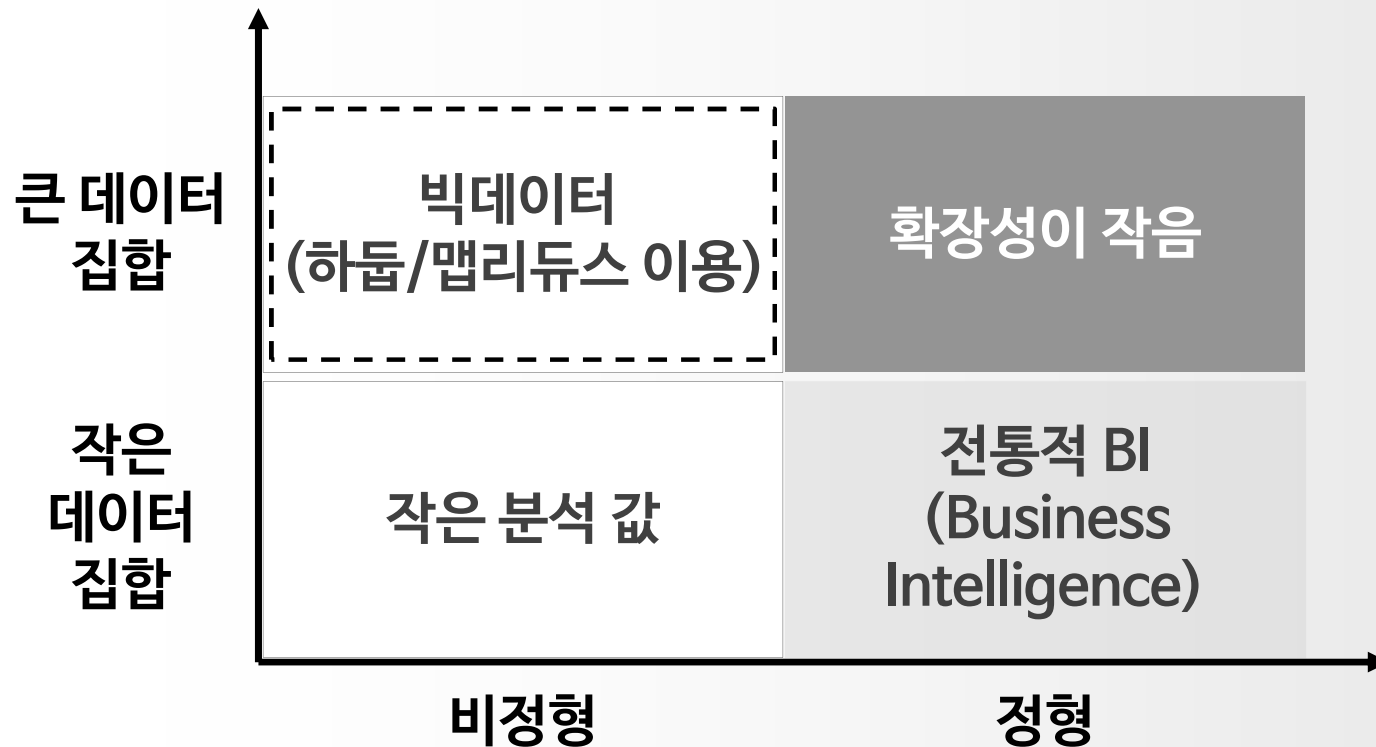 큰 데이터
집합
빅데이터
(하둡/맵리듀스 이용)
확장성이 작음
작은
데이터
집합
작은 분석 값
전통적 BI
(Business
Intelligence)
비정형
정형